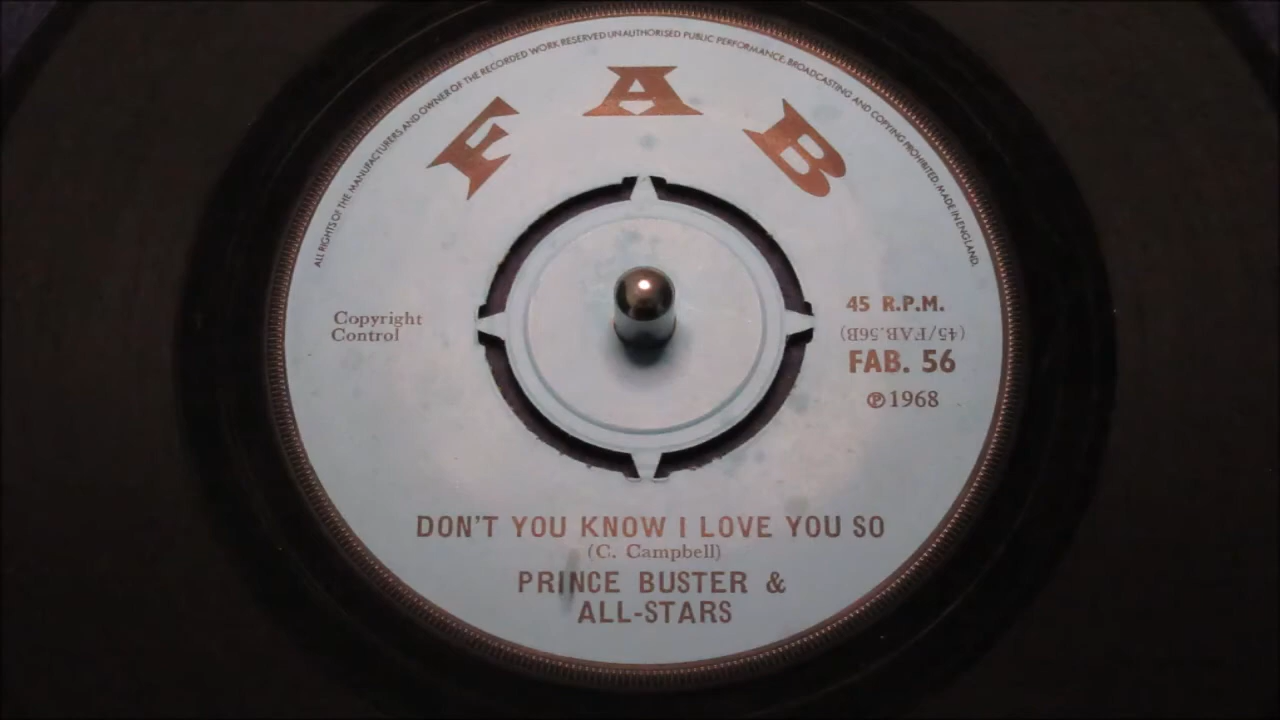 ALL RIGHTS OF THE MANUFACTURERS AND OWNER OF THE RECORDED WORK RESERVED UNAUTHORISED PUBLIC PERFORMANCE, BROADCASTING AND COPYING PROHIBITED. MADE IN ENGLAND.
FAB
Copyright
Control
45 R.P.M.
(45/FAB.56B)
FAB. 56
℗1968
DON'T YOU KNOW I LOVE YOU SO
(C. Campbell)
PRINCE BUSTER &
ALL-STARS